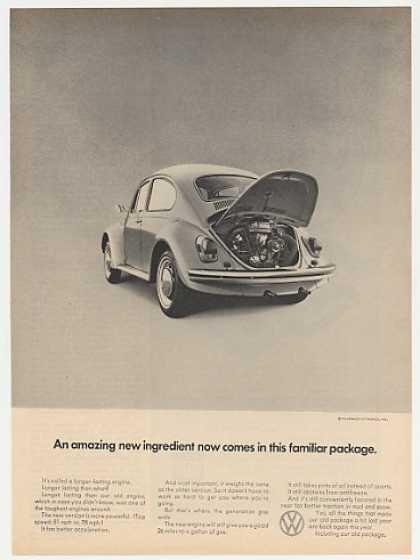 An amazing new ingredient now comes in this familiar package.
It's called a longer-lasting engine.
Longer lasting than what?
Longer lasting than our old engine,
which in case you didn't know, was one of
the toughest engines around.
The new version is more powerful. (Top
speed: 81 mph vs. 78 mph.)
It has better acceleration.
And most important, it weighs the same
as the older version. So it doesn't have to
work as hard to get you where you're
going.
But that's where the generation gap
ends.
The new engine will still give you a good
26 miles to a gallon of gas.
It still takes pints of oil instead of quarts.
It still abstains from antifreeze.
And it's still conveniently located in the
rear for better traction in mud and snow.
Yes, all the things that made
our old package a hit last year
are back again this year.
Including our old package.
VW